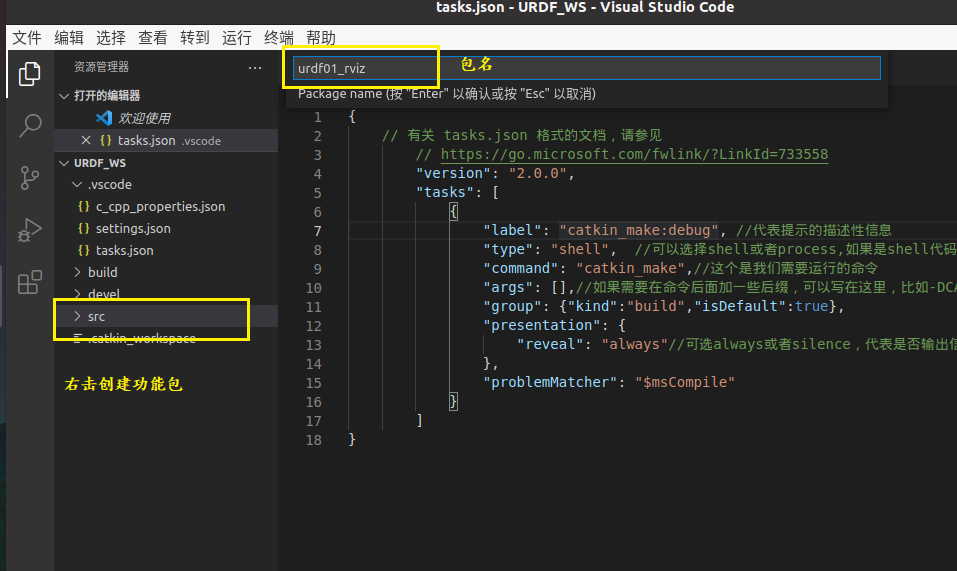 tasks.json - URDF_WS - Visual Studio Code
文件 编辑 选择 查看 转到 运行 终端 帮助
资源管理器 ...
urdf01_rviz
包名
Package name (按 "Enter" 以确认或按 "Esc" 以取消)
打开的编辑器
欢迎使用
tasks.json .vscode
URDF_WS
.vscode
c_cpp_properties.json
settings.json
tasks.json
build
devel
src
.catkin_workspace
右击创建功能包
1 {
2 // 有关 tasks.json 格式的文档，请参见
3 // https://go.microsoft.com/fwlink/?LinkId=733558
4 "version": "2.0.0",
5 "tasks": [
6 {
7 "label": "catkin_make:debug", //代表提示的描述性信息
8 "type": "shell", //可以选择shell或者process,如果是shell代码
9 "command": "catkin_make",//这个是我们需要运行的命令
10 "args": [],//如果需要在命令后面加一些后缀，可以写在这里，比如-DCA
11 "group": {"kind":"build","isDefault":true},
12 "presentation": {
13 "reveal": "always"//可选always或者silence，代表是否输出信
14 },
15 "problemMatcher": "$msCompile"
16 }
17 ]
18 }